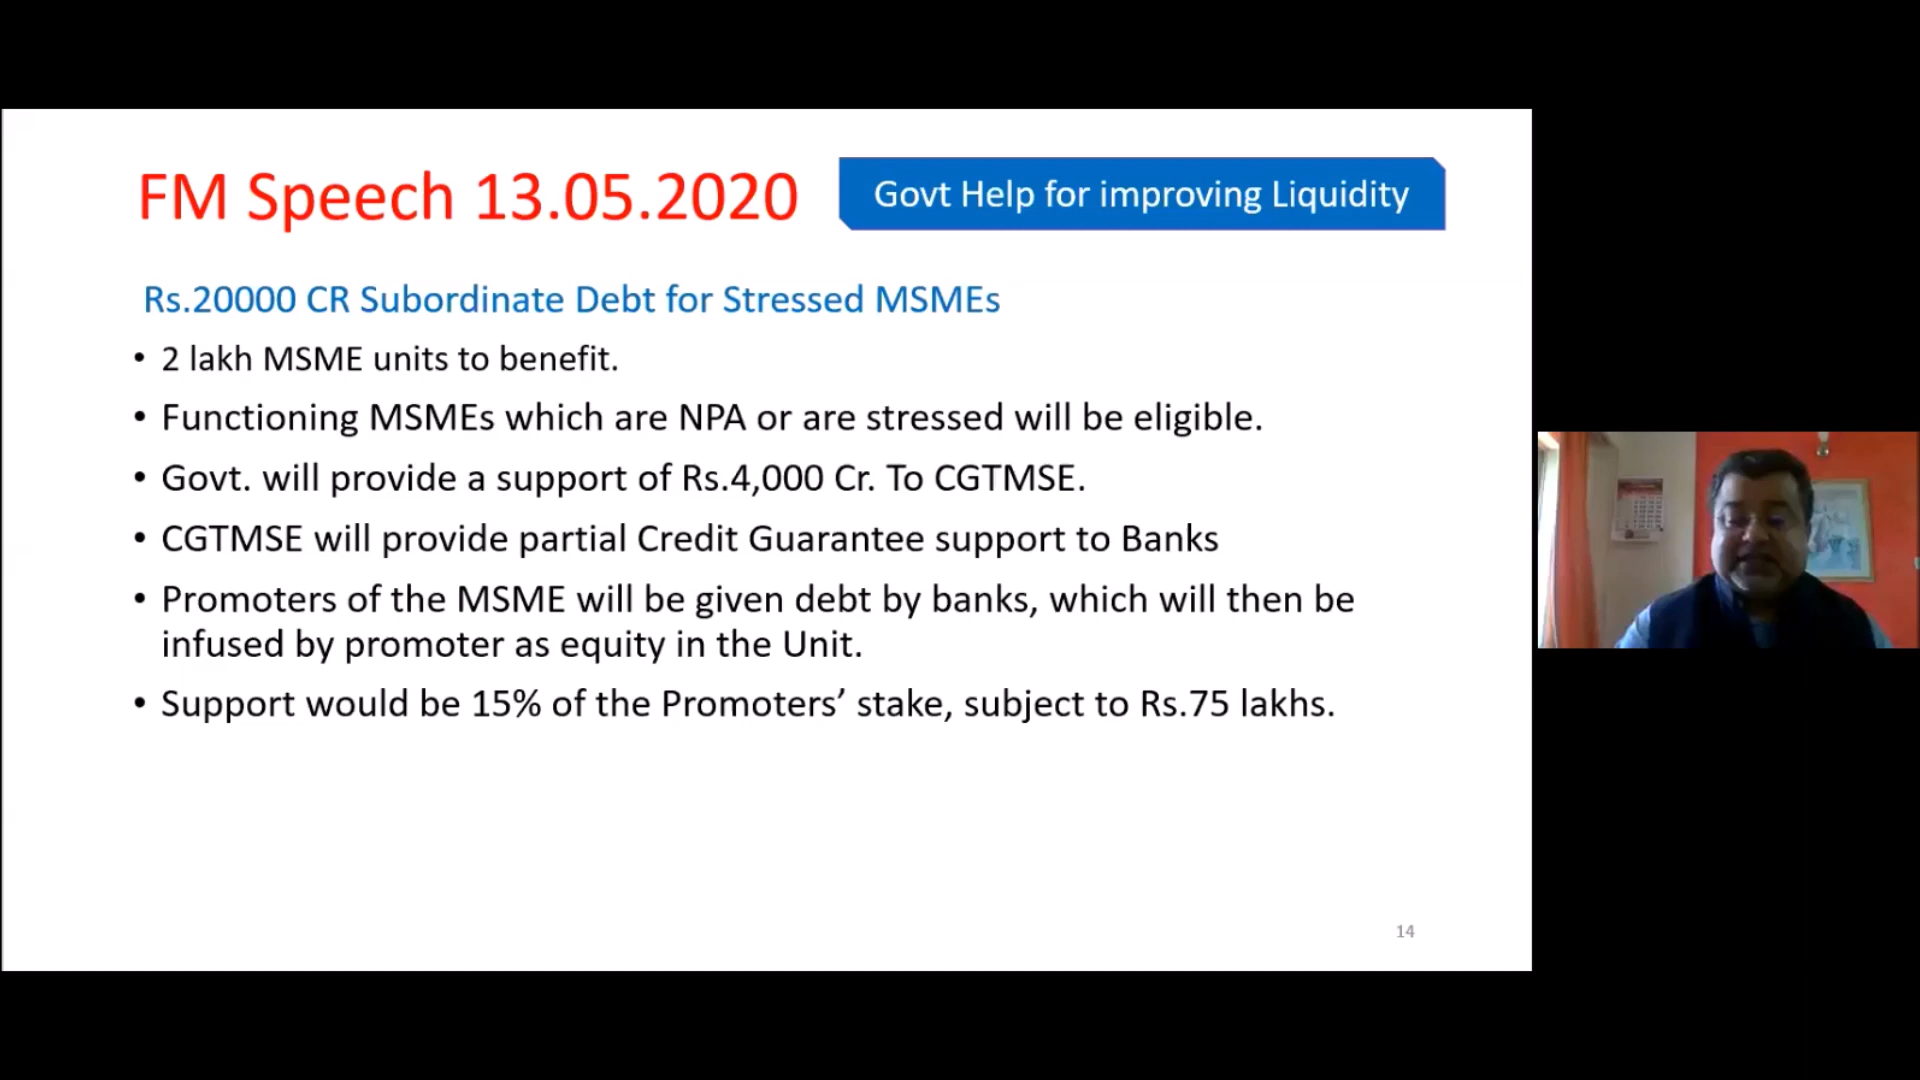 FM Speech 13.05.2020
Govt Help for improving Liquidity
Rs.20000 CR Subordinate Debt for Stressed MSMEs
• 2 lakh MSME units to benefit.
• Functioning MSMEs which are NPA or are stressed will be eligible.
• Govt. will provide a support of Rs.4,000 Cr. To CGTMSE.
• CGTMSE will provide partial Credit Guarantee support to Banks
• Promoters of the MSME will be given debt by banks, which will then be
infused by promoter as equity in the Unit.
• Support would be 15% of the Promoters’ stake, subject to Rs.75 lakhs.
14